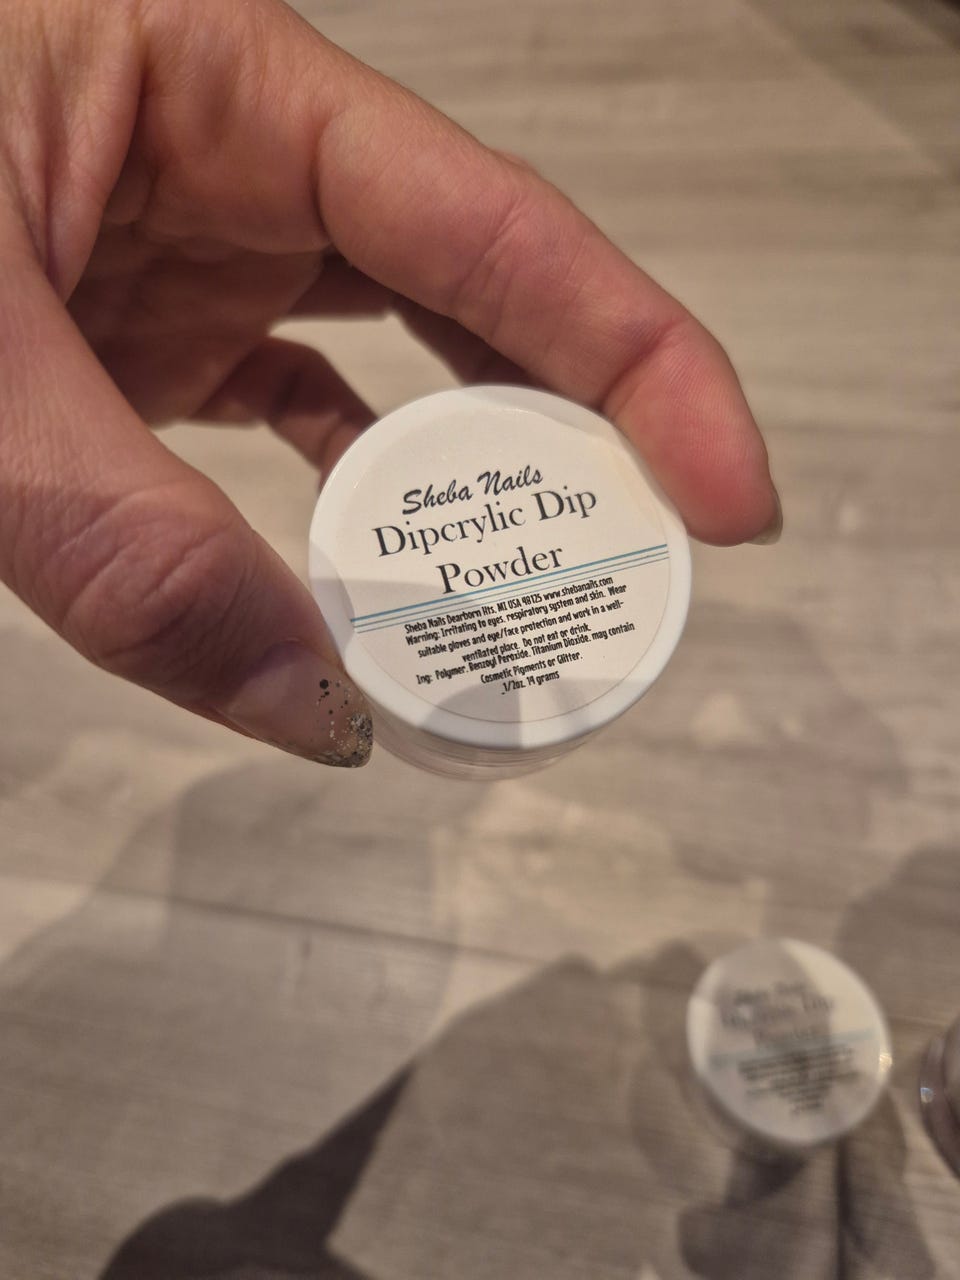 Sheba Nails
Dipcrylic Dip
Powder
Sheba Nails Dearborn Hts. MI USA 48125 www.shebanails.com
Warning: Irritating to eyes, respiratory system and skin. Wear
suitable gloves and eye/face protection and work in a well-
ventilated place. Do not eat or drink.
Ing: Polymer, Benzoyl Peroxide, Titanium Dioxide, may contain
Cosmetic Pigments or Glitter.
1/2oz. 14 grams
Powder